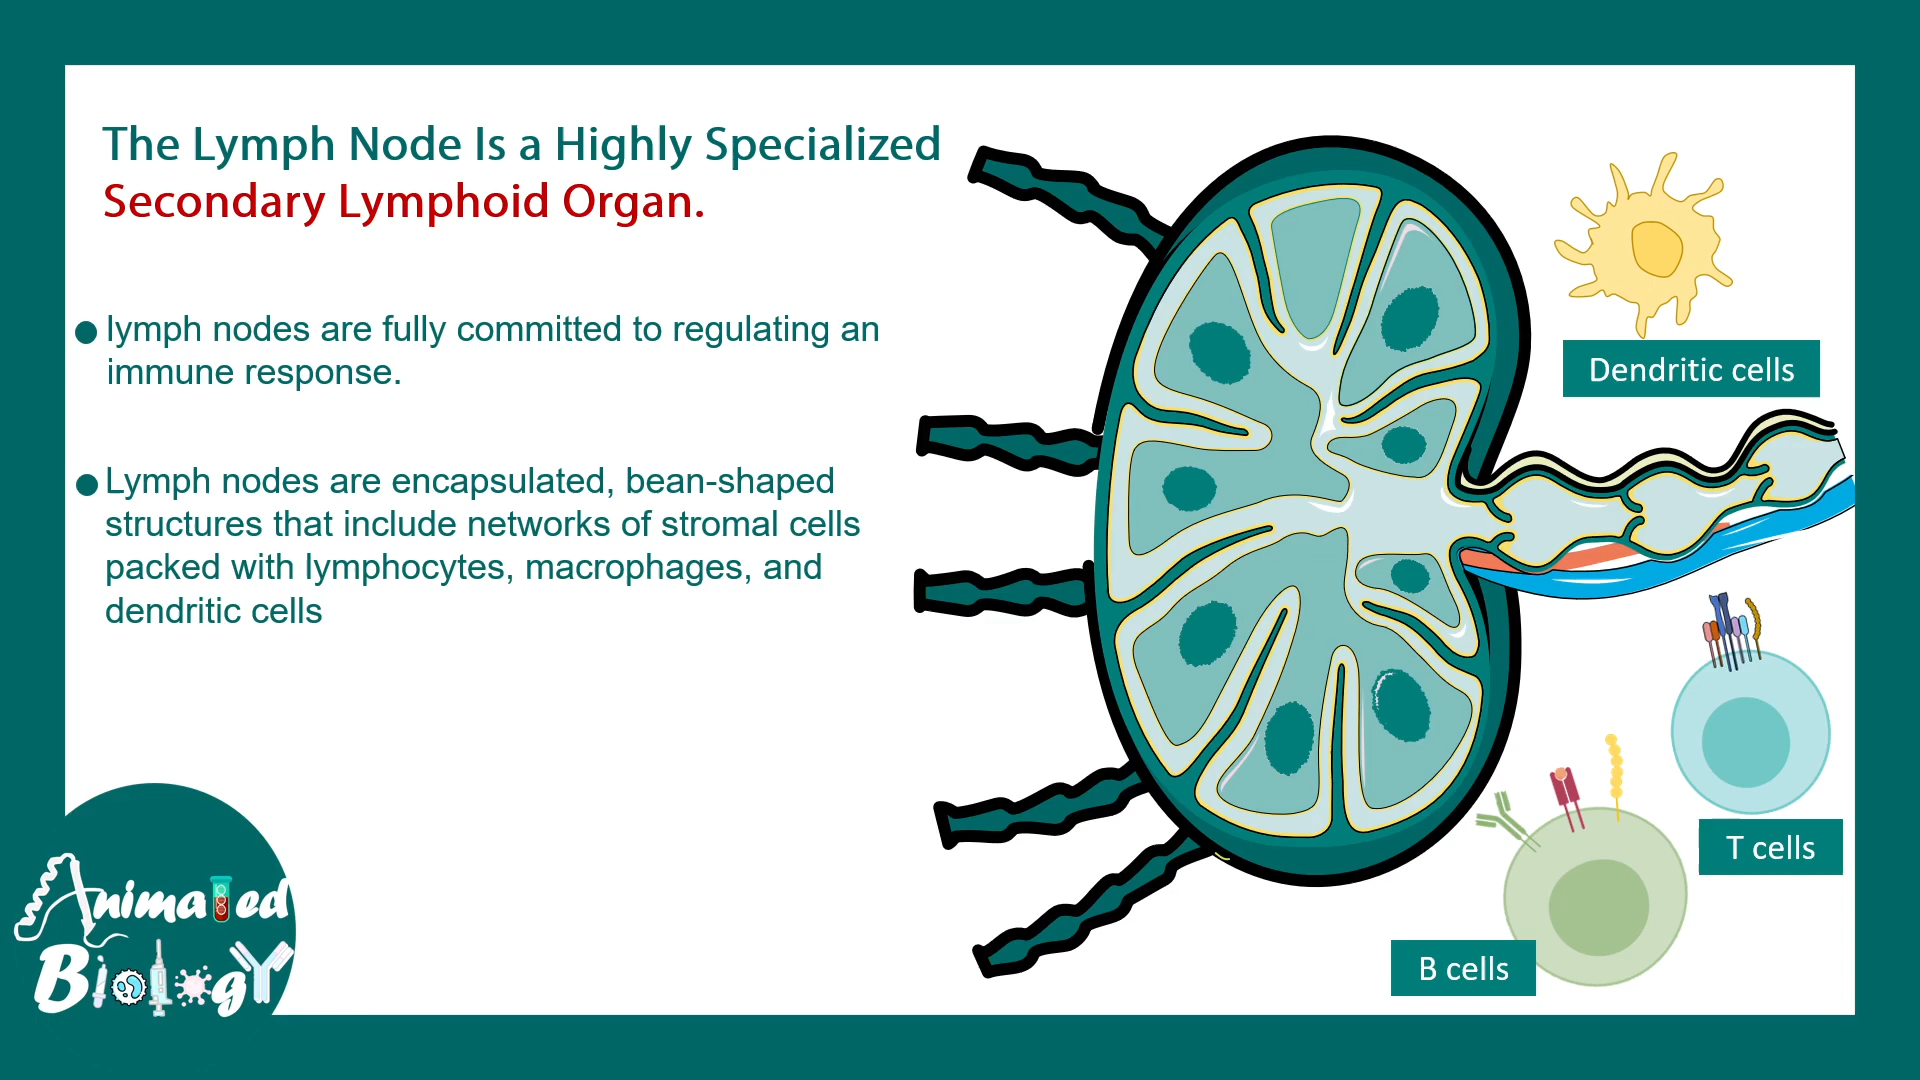 The Lymph Node Is a Highly Specialized
Secondary Lymphoid Organ.
lymph nodes are fully committed to regulating an
immune response.
Lymph nodes are encapsulated, bean-shaped
structures that include networks of stromal cells
packed with lymphocytes, macrophages, and
dendritic cells
Dendritic cells
T cells
B cells
Animated
Biology